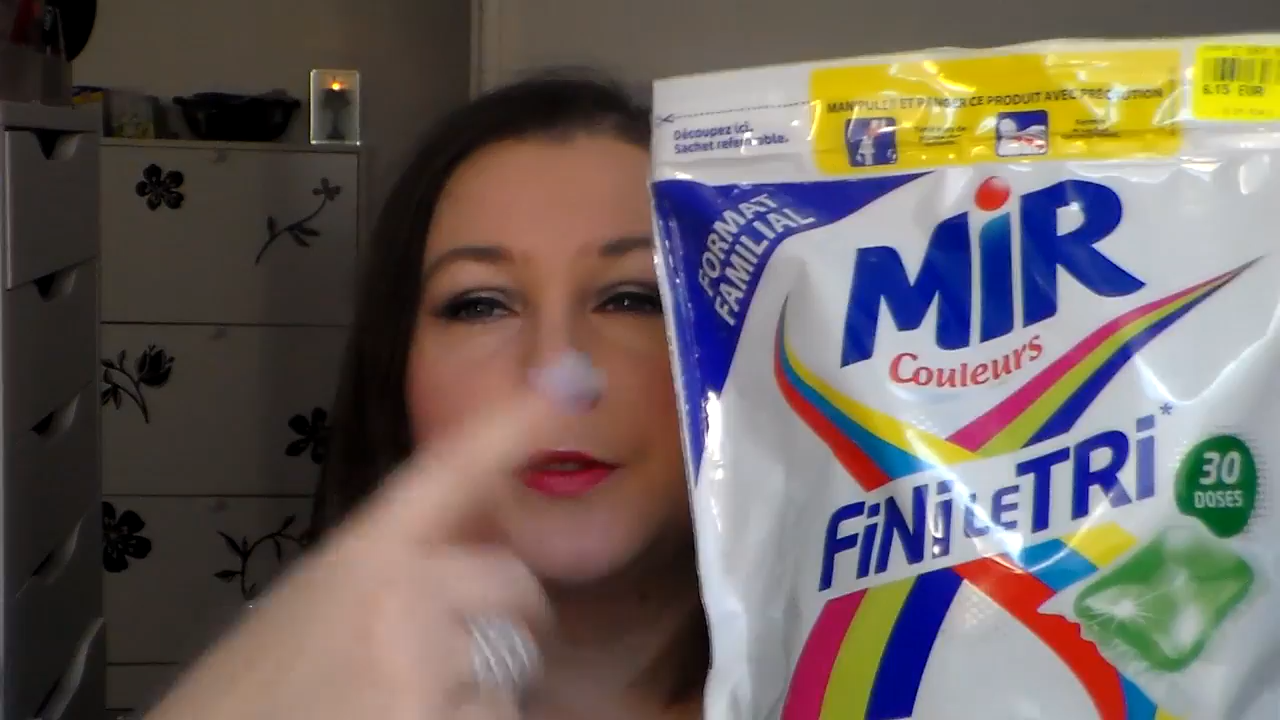 MANIPULER ET RANGER CE PRODUIT AVEC PRÉCAUTION
6.15 EUR
Découpez ici.
Sachet refermable.
FORMAT
FAMILIAL
MiR
Couleurs
FiNi LE TRi*
30
DOSES